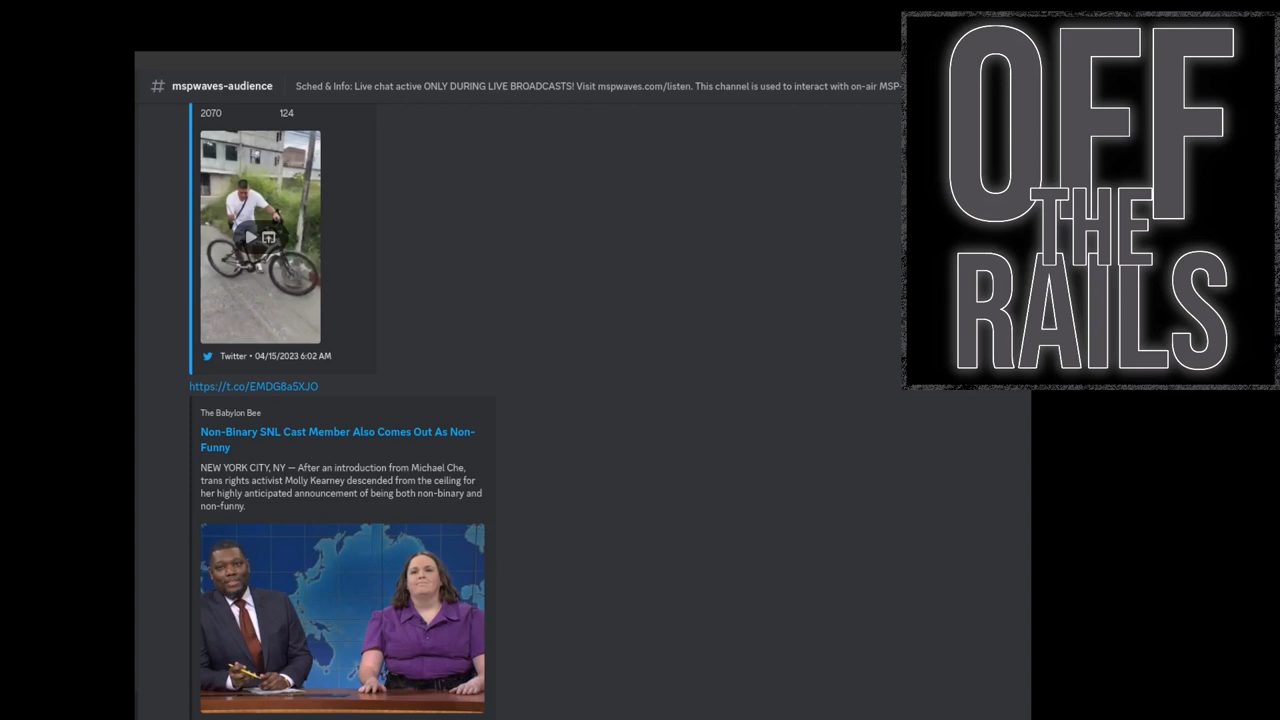 # mspwaves-audience
Sched & Info: Live chat active ONLY DURING LIVE BROADCASTS! Visit mspwaves.com/listen. This channel is used to interact with on-air MSP
OFF
THE
RAILS
2070 124
Twitter • 04/15/2023 6:02 AM
https://t.co/EMDG8a5XJO
The Babylon Bee
Non-Binary SNL Cast Member Also Comes Out As Non-
Funny
NEW YORK CITY, NY — After an introduction from Michael Che,
trans rights activist Molly Kearney descended from the ceiling for
her highly anticipated announcement of being both non-binary and
non-funny.